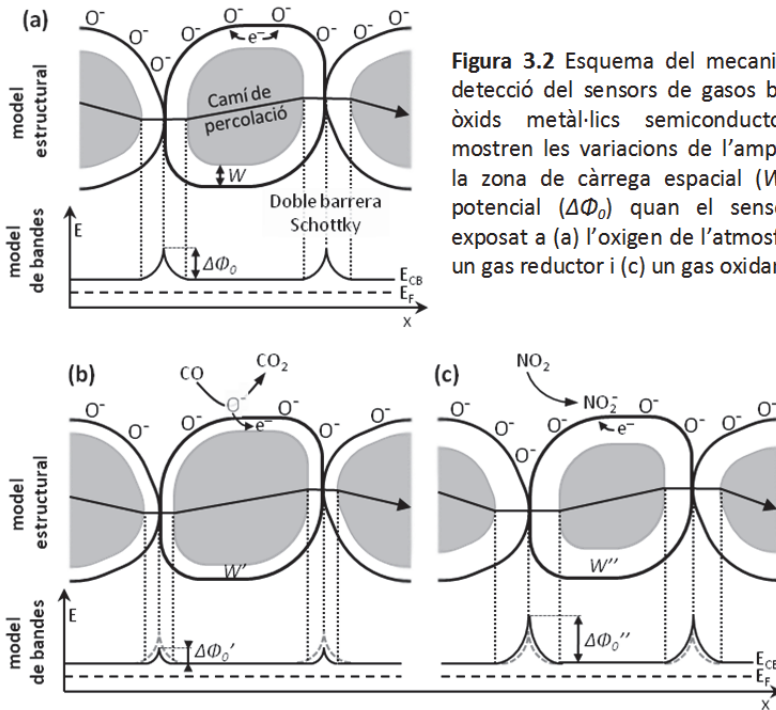 (a)
O⁻ O⁻ O⁻ O⁻ O⁻ O⁻ O⁻ O⁻
e⁻
model
estructural
Camí de
percolació
W
Doble barrera
Schottky
model
de bandes
E
ΔΦ₀
E_CB
E_F
x
Figura 3.2 Esquema del mecani
detecció del sensors de gasos b
òxids metàl·lics semiconducto
mostren les variacions de l'amp
la zona de càrrega espacial (W
potencial (ΔΦ₀) quan el sens
exposat a (a) l'oxigen de l'atmosf
un gas reductor i (c) un gas oxidan
(b)
CO
CO₂
O⁻ O⁻ O⁻ O⁻ O⁻ O⁻ O⁻ O⁻
e⁻
model
estructural
W'
model
de bandes
E
ΔΦ₀'
(c)
NO₂
NO₂⁻
O⁻ O⁻ O⁻ O⁻ O⁻ O⁻ O⁻
e⁻
W''
ΔΦ₀''
E_CB
E_F
x